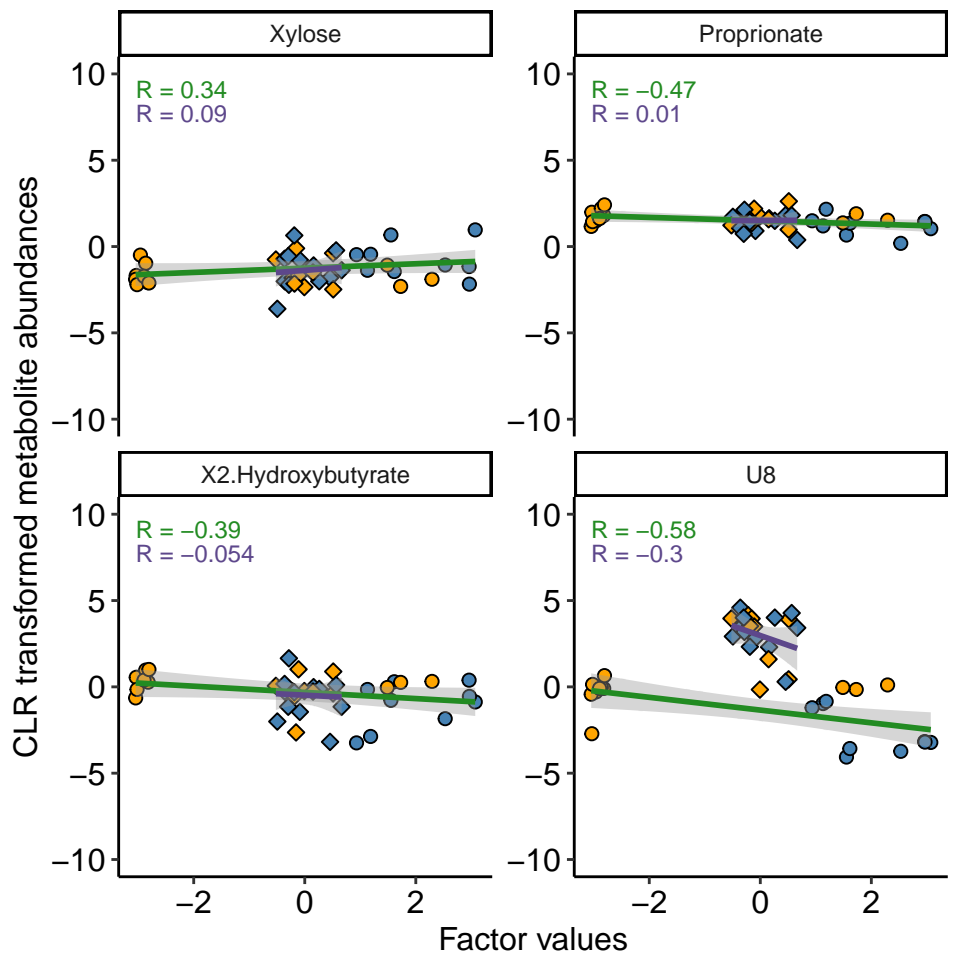 Xylose
Proprionate
10
5
0
−5
−10
R = 0.34
R = 0.09
10
5
0
−5
−10
R = −0.47
R = 0.01
X2.Hydroxybutyrate
U8
10
5
0
−5
−10
R = −0.39
R = −0.054
10
5
0
−5
−10
R = −0.58
R = −0.3
−2 0 2
−2 0 2
Factor values
CLR transformed metabolite abundances